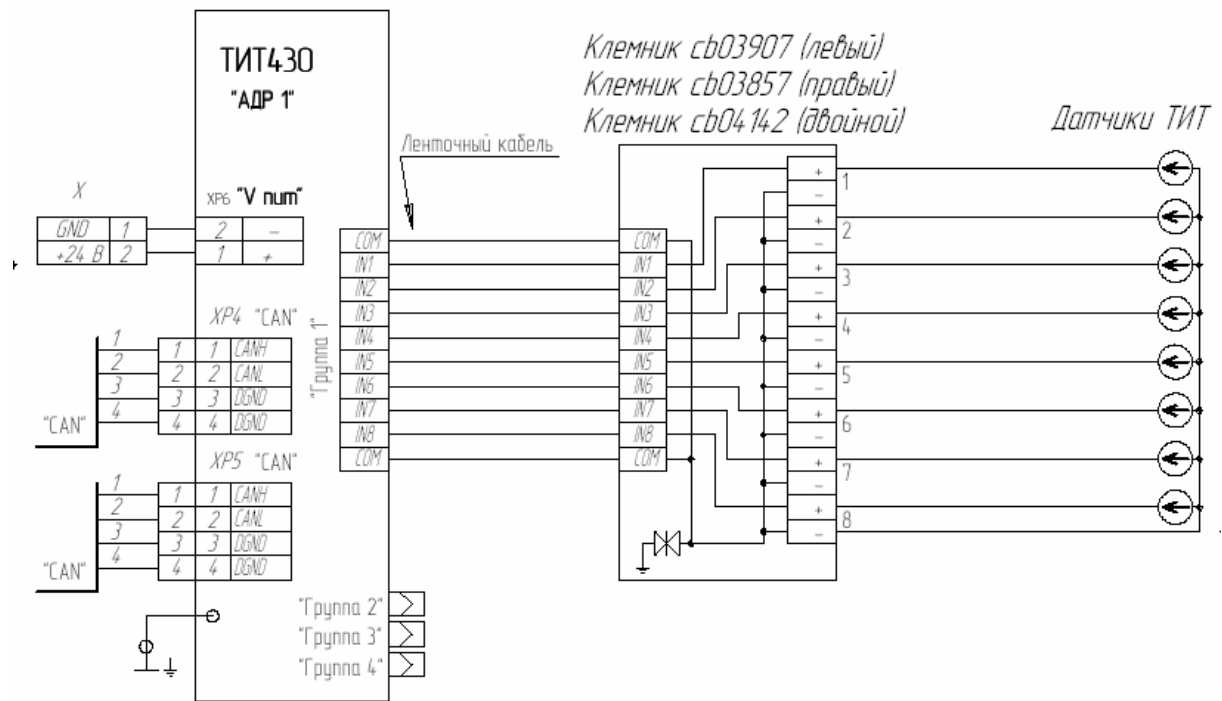 ТИТ430
"АДР 1"
Клемник cb03907 (левый)
Клемник cb03857 (правый)
Клемник cb04142 (двойной)
Датчики ТИТ
Ленточный кабель
X
XP6 "V пит"
GND 1
+24 В 2
2 –
1 +
"Группа 1"
COM
IN1
IN2
IN3
IN4
IN5
IN6
IN7
IN8
COM
COM
IN1
IN2
IN3
IN4
IN5
IN6
IN7
IN8
COM
+
– 1
+
– 2
+
– 3
+
– 4
+
– 5
+
– 6
+
– 7
+
– 8
XP4 "CAN"
1 1 1 CANH
2 2 2 CANL
3 3 3 DGND
4 4 4 DGND
"CAN"
XP5 "CAN"
1 1 1 CANH
2 2 2 CANL
3 3 3 DGND
4 4 4 DGND
"CAN"
"Группа 2"
"Группа 3"
"Группа 4"